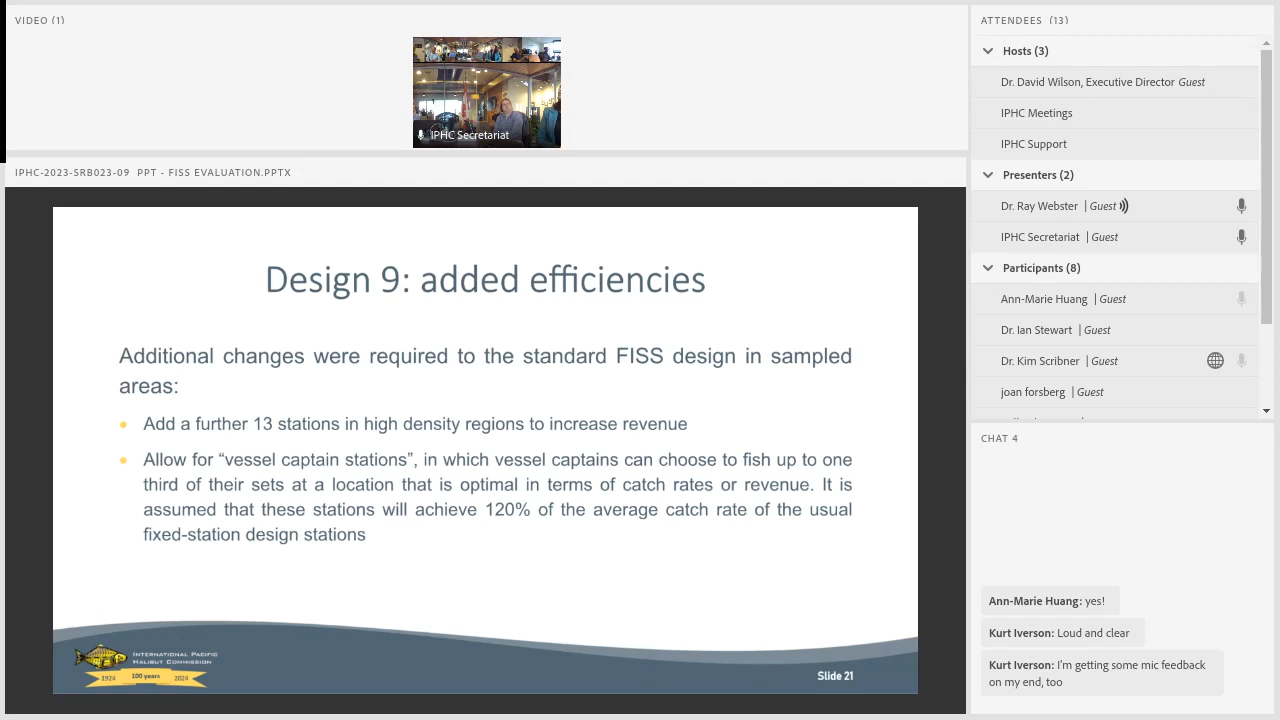 VIDEO (1)
IPHC Secretariat
IPHC-2023-SRB023-09 PPT - FISS EVALUATION.PPTX
Design 9: added efficiencies
Additional changes were required to the standard FISS design in sampled
areas:
• Add a further 13 stations in high density regions to increase revenue
• Allow for “vessel captain stations”, in which vessel captains can choose to fish up to one
third of their sets at a location that is optimal in terms of catch rates or revenue. It is
assumed that these stations will achieve 120% of the average catch rate of the usual
fixed-station design stations
INTERNATIONAL PACIFIC
HALIBUT COMMISSION
1924 100 years 2024
Slide 21
ATTENDEES (13)
Hosts (3)
Dr. David Wilson, Executive Director Guest
IPHC Meetings
IPHC Support
Presenters (2)
Dr. Ray Webster | Guest
IPHC Secretariat | Guest
Participants (8)
Ann-Marie Huang | Guest
Dr. Ian Stewart | Guest
Dr. Kim Scribner | Guest
joan forsberg | Guest
CHAT 4
Ann-Marie Huang: yes!
Kurt Iverson: Loud and clear
Kurt Iverson: I'm getting some mic feedback
on my end, too